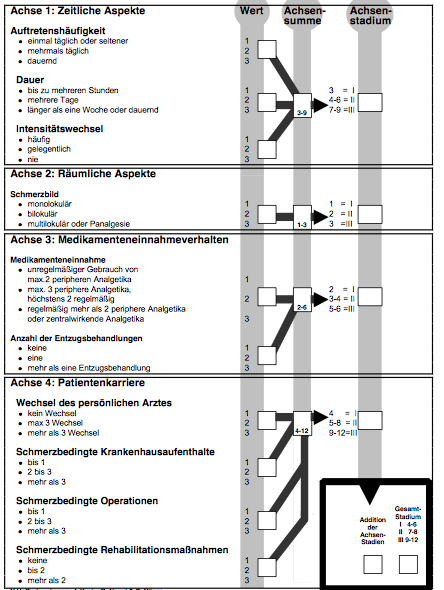 Achse 1: Zeitliche Aspekte
Wert
Achsen-
summe
Achsen-
stadium
Auftretenshäufigkeit
• einmal täglich oder seltener 1
• mehrmals täglich 2
• dauernd 3
Dauer
• bis zu mehreren Stunden 1
• mehrere Tage 2
• länger als eine Woche oder dauernd 3
3-9
3 = I
4-6 = II
7-9 =III
Intensitätswechsel
• häufig 1
• gelegentlich 2
• nie 3
Achse 2: Räumliche Aspekte
Schmerzbild
• monolokulär 1
• bilokulär 2
• multilokulär oder Panalgesie 3
1-3
1 = I
2 = II
3 =III
Achse 3: Medikamenteneinnahmeverhalten
Medikamenteneinnahme
• unregelmäßiger Gebrauch von
max.2 peripheren Analgetika 1
• max. 3 periphere Analgetika,
höchstens 2 regelmäßig 2
• regelmäßig mehr als 2 periphere Analgetika
oder zentralwirkende Analgetika 3
2-6
2 = I
3-4 = II
5-6 =III
Anzahl der Entzugsbehandlungen
• keine 1
• eine 2
• mehr als eine Entzugsbehandlung 3
Achse 4: Patientenkarriere
Wechsel des persönlichen Arztes
• kein Wechsel 1
• max 3 Wechsel 2
• mehr als 3 Wechsel 3
4-12
4 = I
5-8 = II
9-12=III
Schmerzbedingte Krankenhausaufenthalte
• bis 1 1
• 2 bis 3 2
• mehr als 3 3
Schmerzbedingte Operationen
• bis 1 1
• 2 bis 3 2
• mehr als 3 3
Schmerzbedingte Rehabilitationsmaßnahmen
• keine 1
• bis 2 2
• mehr als 2 3
Addition
der
Achsen-
Stadien
Gesamt-
Stadium
I 4-6
II 7-8
III 9-12